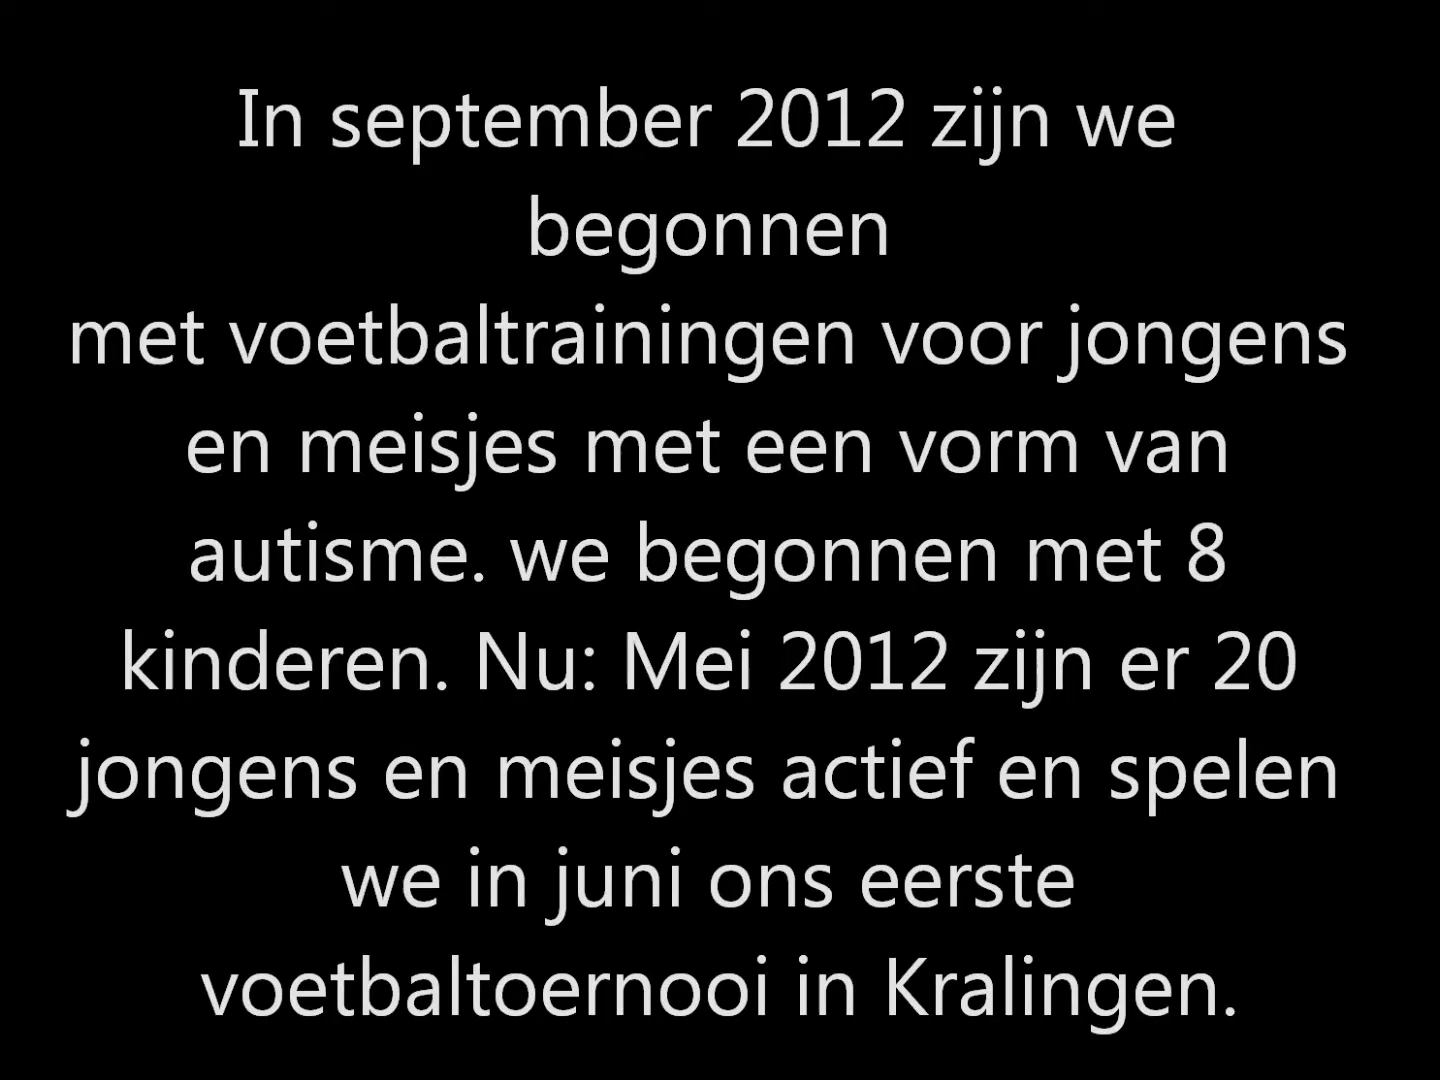 In september 2012 zijn we
begonnen
met voetbaltrainingen voor jongens
en meisjes met een vorm van
autisme. we begonnen met 8
kinderen. Nu: Mei 2012 zijn er 20
jongens en meisjes actief en spelen
we in juni ons eerste
voetbaltoernooi in Kralingen.